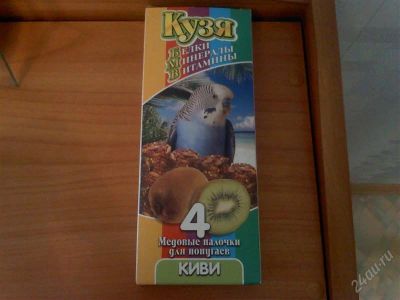 Кузя
Белки
Минералы
Витамины
4
Медовые палочки
для попугаев
КИВИ
24au.ru